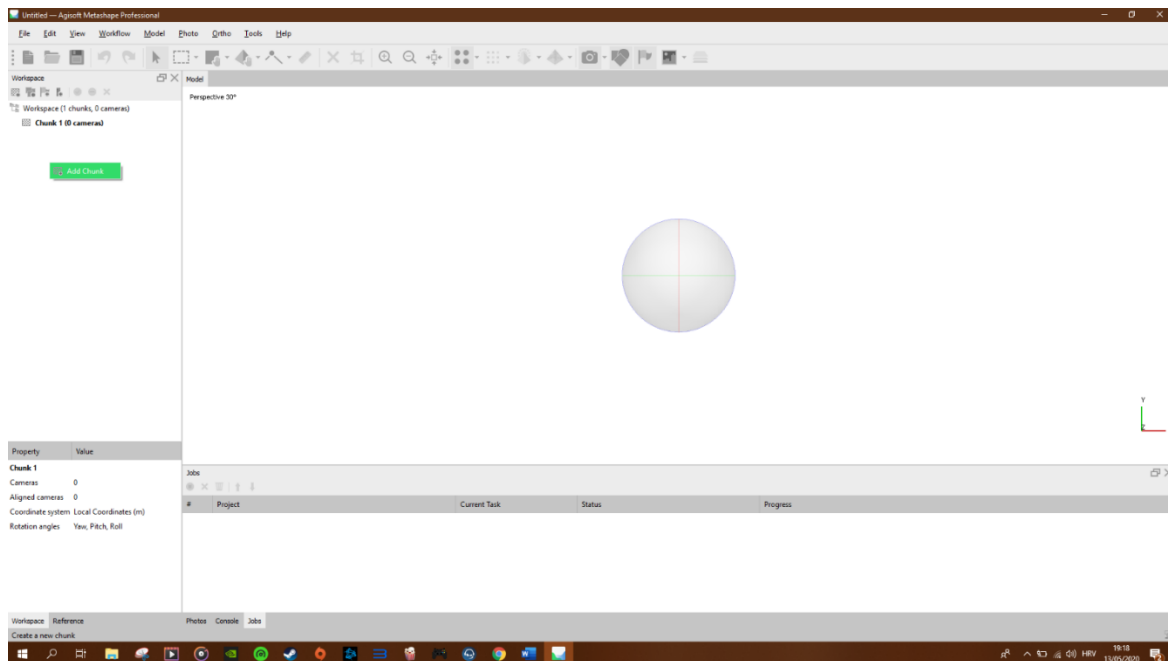 Untitled — Agisoft Metashape Professional
File Edit View Workflow Model Photo Ortho Tools Help
Workspace
Model
Workspace (1 chunks, 0 cameras)
Chunk 1 (0 cameras)
Add Chunk
Perspective 30°
Y
Z
Property Value
Chunk 1
Cameras 0
Aligned cameras 0
Coordinate system Local Coordinates (m)
Rotation angles Yaw, Pitch, Roll
Jobs
# Project Current Task Status Progress
Workspace Reference
Photos Console Jobs
Create a new chunk
HRV
19:18
13/05/2020